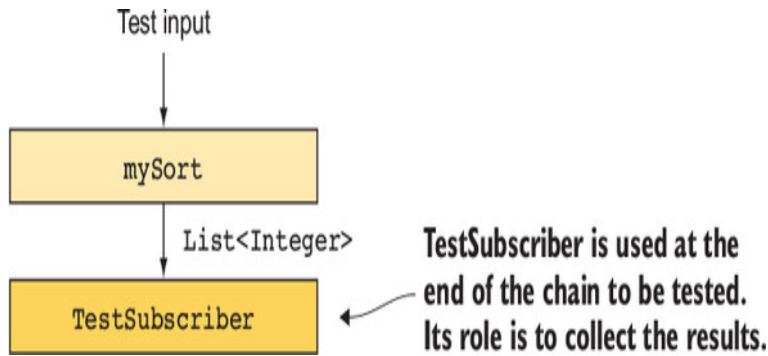 Test input
mySort
List<Integer>
TestSubscriber
TestSubscriber is used at the
end of the chain to be tested.
Its role is to collect the results.